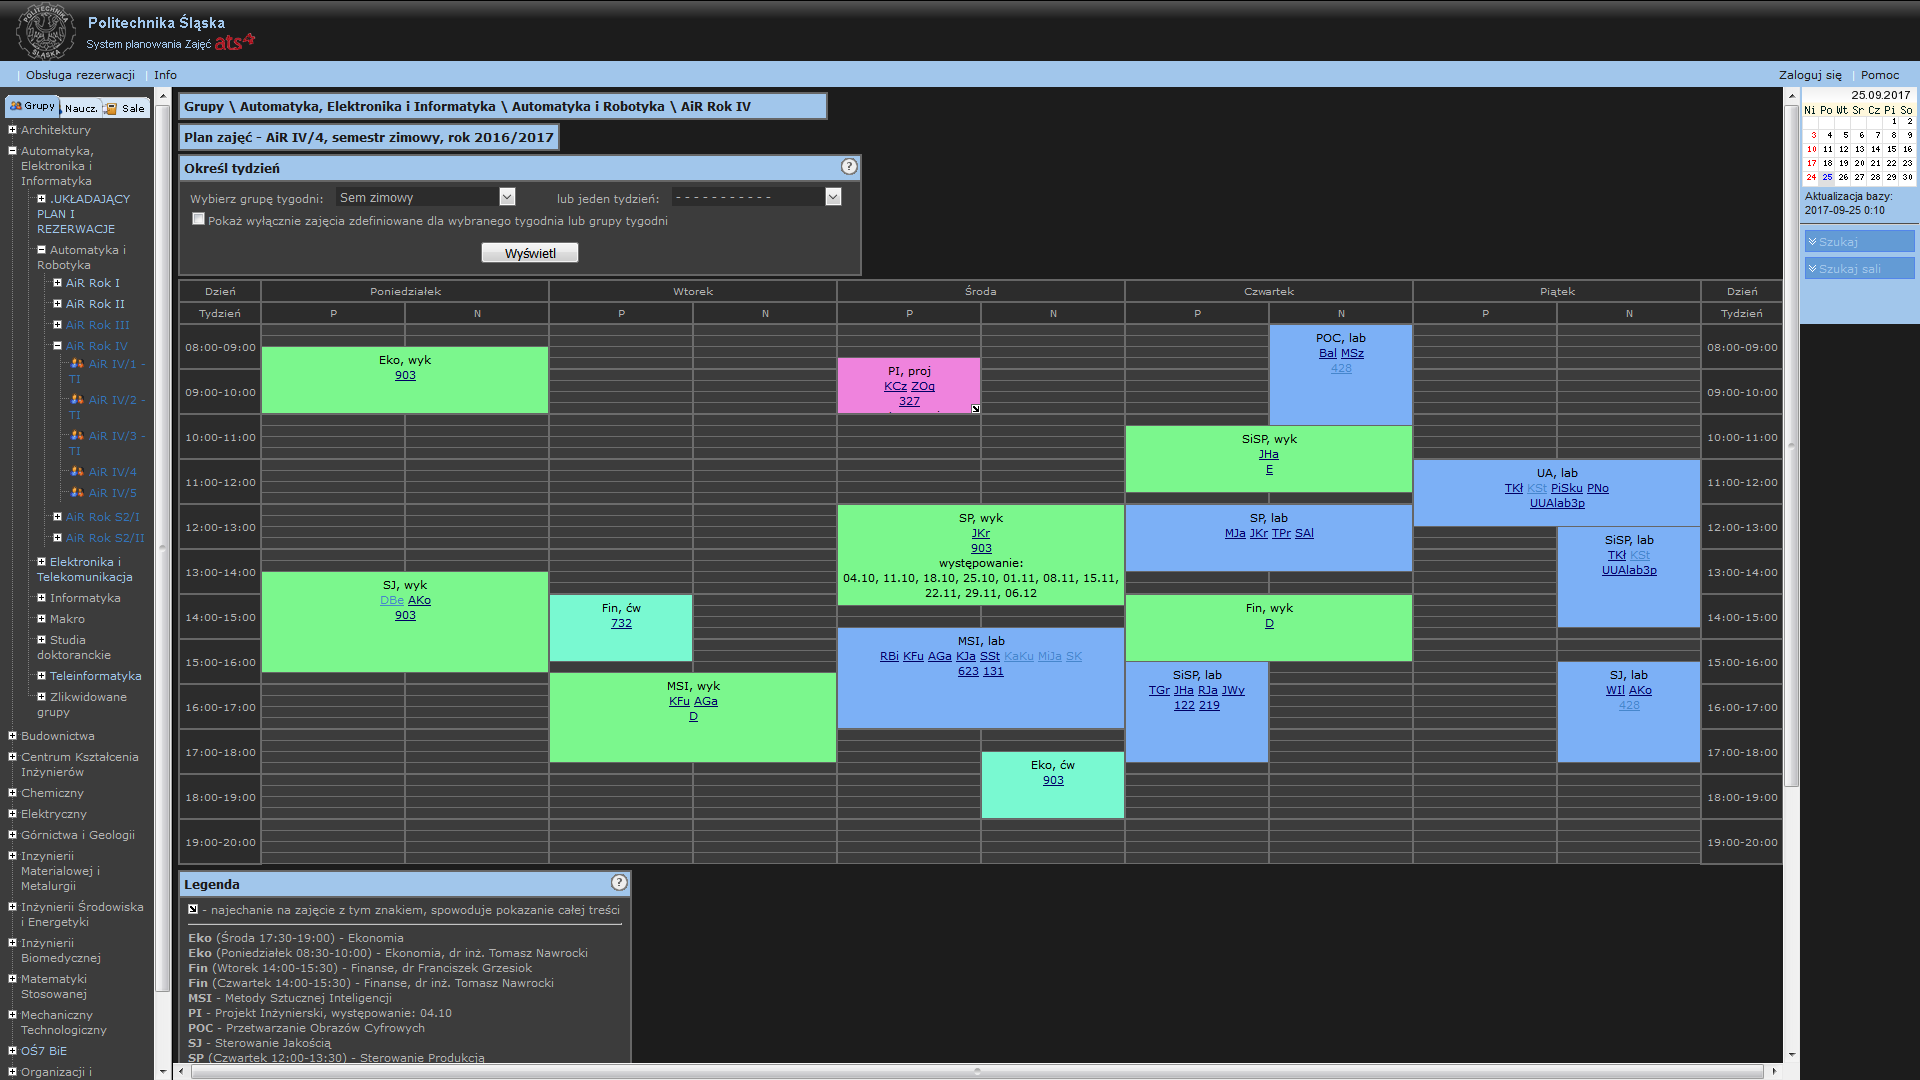 Politechnika Śląska
System planowania Zajęć ats4
Obsługa rezerwacji | Info
Zaloguj się | Pomoc
Grupy Naucz. Sale
Architektury
Automatyka,
Elektronika i
Informatyka
.UKŁADAJĄCY
PLAN I
REZERWACJE
Automatyka i
Robotyka
AiR Rok I
AiR Rok II
AiR Rok III
AiR Rok IV
AiR IV/1 -
TI
AiR IV/2 -
TI
AiR IV/3 -
TI
AiR IV/4
AiR IV/5
AiR Rok S2/I
AiR Rok S2/II
Elektronika i
Telekomunikacja
Informatyka
Makro
Studia
doktoranckie
Teleinformatyka
Zlikwidowane
grupy
Budownictwa
Centrum Kształcenia
Inżynierów
Chemiczny
Elektryczny
Górnictwa i Geologii
Inzynierii
Materialowej i
Metalurgii
Inżynierii Środowiska
i Energetyki
Inżynierii
Biomedycznej
Matematyki
Stosowanej
Mechaniczny
Technologiczny
OŚ7 BiE
Organizacji i
Grupy \ Automatyka, Elektronika i Informatyka \ Automatyka i Robotyka \ AiR Rok IV
Plan zajęć - AiR IV/4, semestr zimowy, rok 2016/2017
Określ tydzień ?
Wybierz grupę tygodni: Sem zimowy lub jeden tydzień: - - - - - - - - - - -
Pokaż wyłącznie zajęcia zdefiniowane dla wybranego tygodnia lub grupy tygodni
Wyświetl
Dzień Poniedziałek Wtorek Środa Czwartek Piątek Dzień
Tydzień P N P N P N P N P N Tydzień
08:00-09:00 08:00-09:00
09:00-10:00 09:00-10:00
10:00-11:00 10:00-11:00
11:00-12:00 11:00-12:00
12:00-13:00 12:00-13:00
13:00-14:00 13:00-14:00
14:00-15:00 14:00-15:00
15:00-16:00 15:00-16:00
16:00-17:00 16:00-17:00
17:00-18:00 17:00-18:00
18:00-19:00 18:00-19:00
19:00-20:00 19:00-20:00
Eko, wyk
903
SJ, wyk
DBe AKo
903
Fin, ćw
732
MSI, wyk
KFu AGa
D
PI, proj
KCz ZOg
327
SP, wyk
JKr
903
występowanie:
04.10, 11.10, 18.10, 25.10, 01.11, 08.11, 15.11,
22.11, 29.11, 06.12
MSI, lab
RBi KFu AGa KJa SSt KaKu MiJa SK
623 131
Eko, ćw
903
POC, lab
Bal MSz
428
SiSP, wyk
JHa
E
SP, lab
MJa JKr TPr SAl
Fin, wyk
D
SiSP, lab
TGr JHa RJa JWy
122 219
UA, lab
TKł KSt PiSku PNo
UUAlab3p
SiSP, lab
TKł KSt
UUAlab3p
SJ, lab
WIl AKo
428
Legenda ?
- najechanie na zajęcie z tym znakiem, spowoduje pokazanie całej treści
Eko (Środa 17:30-19:00) - Ekonomia
Eko (Poniedziałek 08:30-10:00) - Ekonomia, dr inż. Tomasz Nawrocki
Fin (Wtorek 14:00-15:30) - Finanse, dr Franciszek Grzesiok
Fin (Czwartek 14:00-15:30) - Finanse, dr inż. Tomasz Nawrocki
MSI - Metody Sztucznej Inteligencji
PI - Projekt Inżynierski, występowanie: 04.10
POC - Przetwarzanie Obrazów Cyfrowych
SJ - Sterowanie Jakością
SP (Czwartek 12:00-13:30) - Sterowanie Produkcją
25.09.2017
Ni Po Wt Sr Cz Pi So
1 2
3 4 5 6 7 8 9
10 11 12 13 14 15 16
17 18 19 20 21 22 23
24 25 26 27 28 29 30
Aktualizacja bazy:
2017-09-25 0:10
Szukaj
Szukaj sali